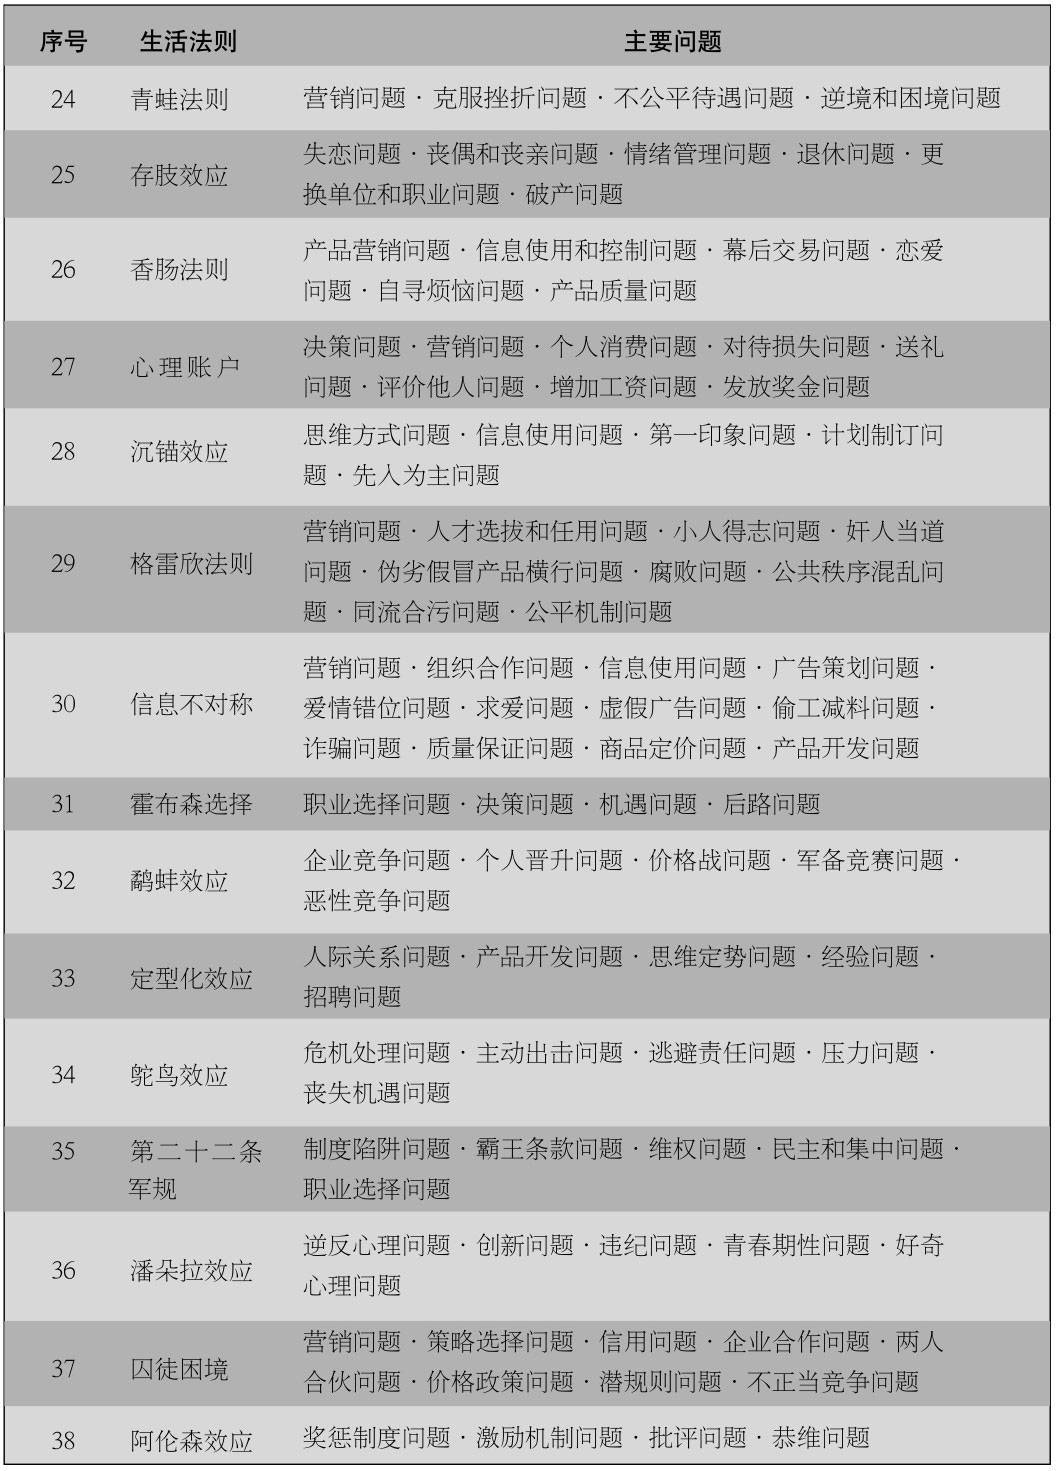 序号 生活法则 主要问题
24 青蛙法则 营销问题·克服挫折问题·不公平待遇问题·逆境和困境问题
25 存肢效应 失恋问题·丧偶和丧亲问题·情绪管理问题·退休问题·更
换单位和职业问题·破产问题
26 香肠法则 产品营销问题·信息使用和控制问题·幕后交易问题·恋爱
问题·自寻烦恼问题·产品质量问题
27 心理账户 决策问题·营销问题·个人消费问题·对待损失问题·送礼
问题·评价他人问题·增加工资问题·发放奖金问题
28 沉锚效应 思维方式问题·信息使用问题·第一印象问题·计划制订问
题·先入为主问题
29 格雷欣法则 营销问题·人才选拔和任用问题·小人得志问题·奸人当道
问题·伪劣假冒产品横行问题·腐败问题·公共秩序混乱问
题·同流合污问题·公平机制问题
30 信息不对称 营销问题·组织合作问题·信息使用问题·广告策划问题·
爱情错位问题·求爱问题·虚假广告问题·偷工减料问题·
诈骗问题·质量保证问题·商品定价问题·产品开发问题
31 霍布森选择 职业选择问题·决策问题·机遇问题·后路问题
32 鹬蚌效应 企业竞争问题·个人晋升问题·价格战问题·军备竞赛问题·
恶性竞争问题
33 定型化效应 人际关系问题·产品开发问题·思维定势问题·经验问题·
招聘问题
34 鸵鸟效应 危机处理问题·主动出击问题·逃避责任问题·压力问题·
丧失机遇问题
35 第二十二条 制度陷阱问题·霸王条款问题·维权问题·民主和集中问题·
军规 职业选择问题
36 潘朵拉效应 逆反心理问题·创新问题·违纪问题·青春期性问题·好奇
心理问题
37 囚徒困境 营销问题·策略选择问题·信用问题·企业合作问题·两人
合伙问题·价格政策问题·潜规则问题·不正当竞争问题
38 阿伦森效应 奖惩制度问题·激励机制问题·批评问题·恭维问题